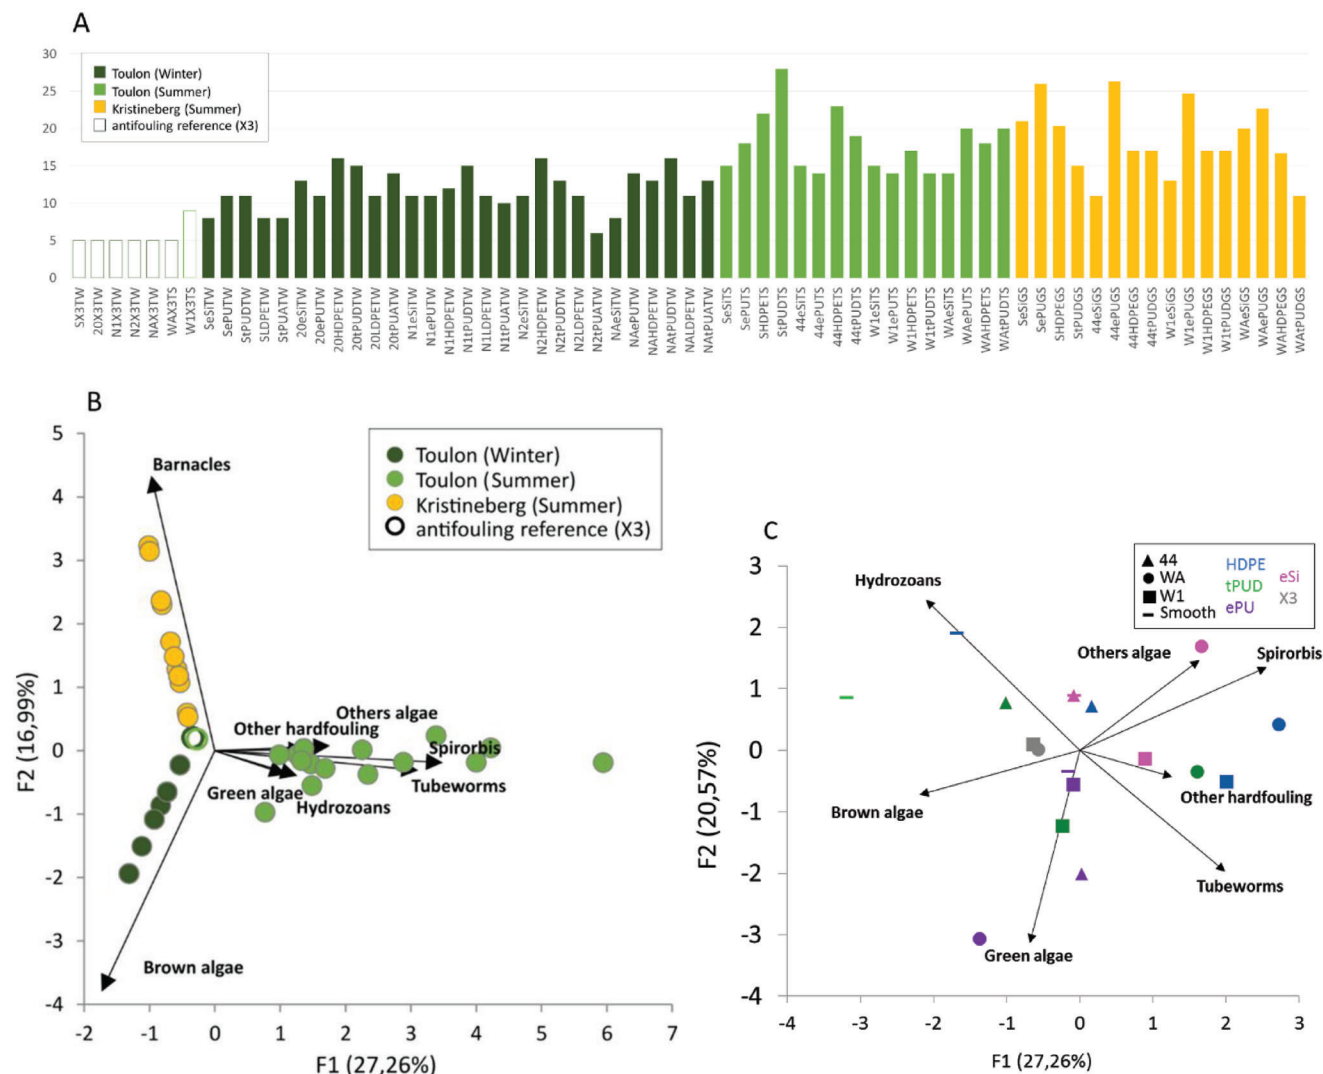 A
30
25
20
15
10
5
0
Toulon (Winter)
Toulon (Summer)
Kristineberg (Summer)
antifouling reference (X3)
SX3TW
20X3TW
N1X3TW
N2X3TW
NAX3TW
WAX3TS
W1X3TS
SeSiTW
SePUTW
StPUDTW
SLDPETW
StPUATW
20eSiTW
20ePUTW
20HDPETW
20tPUDTW
20LDPETW
20tPUATW
N1eSiTW
N1ePUTW
N1HDPETW
N1tPUDTW
N1LDPETW
N1tPUATW
N2eSiTW
N2HDPETW
N2tPUDTW
N2LDPETW
N2tPUATW
NAeSiTW
NAePUTW
NAHDPETW
NAtPUDTW
NALDPETW
NAtPUATW
SeSiTS
SePUTS
SHDPETS
StPUDTS
44eSiTS
44ePUTS
44HDPETS
44tPUDTS
W1eSiTS
W1ePUTS
W1HDPETS
W1tPUDTS
WAeSiTS
WAePUTS
WAHDPETS
WAtPUDTS
SeSiGS
SePUGS
SHDPEGS
StPUDGS
44eSiGS
44ePUGS
44HDPEGS
44tPUDGS
W1eSiGS
W1ePUGS
W1HDPEGS
W1tPUDGS
WAeSiGS
WAePUGS
WAHDPEGS
WAtPUDGS
B
5
4
3
2
1
0
-1
-2
-3
-4
F2 (16,99%)
Toulon (Winter)
Toulon (Summer)
Kristineberg (Summer)
antifouling reference (X3)
Barnacles
Others algae
Other hardfouling
Spirorbis
Tubeworms
Green algae
Hydrozoans
Brown algae
-2 -1 0 1 2 3 4 5 6 7
F1 (27,26%)
C
3
2
1
0
-1
-2
-3
-4
F2 (20,57%)
44
WA
W1
Smooth
HDPE
tPUD
ePU
eSi
X3
Hydrozoans
Others algae
Spirorbis
Brown algae
Other hardfouling
Tubeworms
Green algae
-4 -3 -2 -1 0 1 2 3
F1 (27,26%)